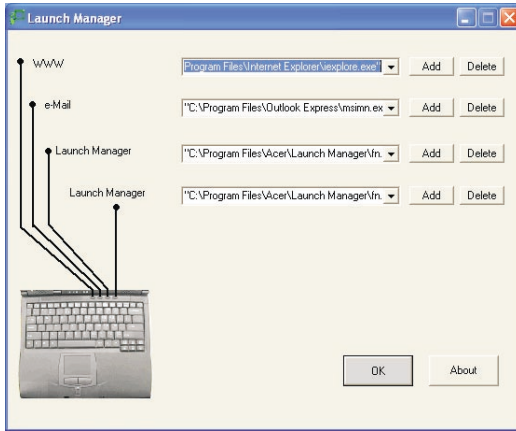 Launch Manager
WWW
Program Files\Internet Explorer\iexplore.exe"
Add
Delete
e-Mail
"C:\Program Files\Outlook Express\msimn.ex
Add
Delete
Launch Manager
"C:\Program Files\Acer\Launch Manager\fn.
Add
Delete
Launch Manager
"C:\Program Files\Acer\Launch Manager\fn.
Add
Delete
OK
About